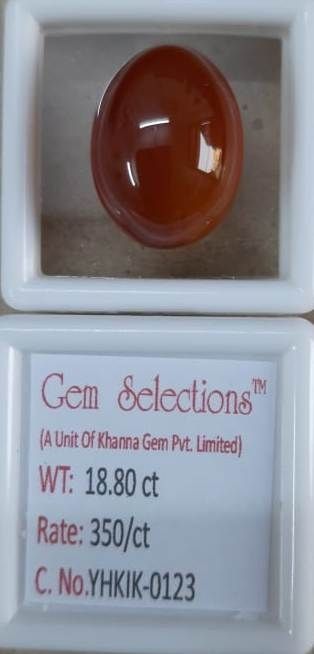 Gem Selections™
(A Unit Of Khanna Gem Pvt. Limited)
WT: 18.80 ct
Rate: 350/ct
C. No.YHKIK-0123